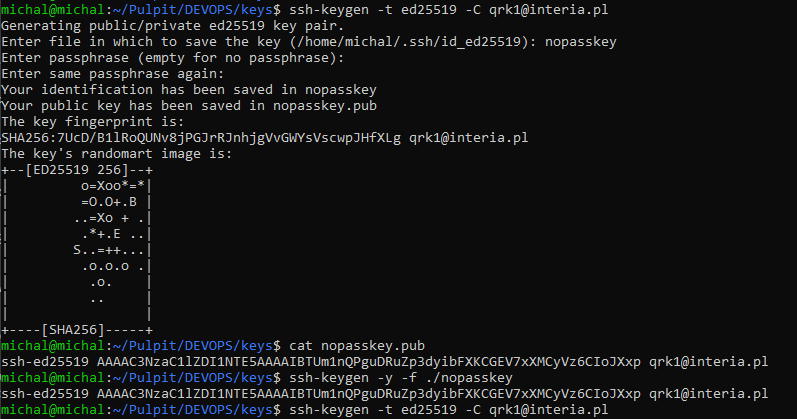 michal@michal:~/Pulpit/DEVOPS/keys$ ssh-keygen -t ed25519 -C qrk1@interia.pl
Generating public/private ed25519 key pair.
Enter file in which to save the key (/home/michal/.ssh/id_ed25519): nopasskey
Enter passphrase (empty for no passphrase):
Enter same passphrase again:
Your identification has been saved in nopasskey
Your public key has been saved in nopasskey.pub
The key fingerprint is:
SHA256:7UcD/B1lRoQUNv8jPGJrRJnhjgVvGWYsVscwpJHfXLg qrk1@interia.pl
The key's randomart image is:
+--[ED25519 256]--+
|         o=Xoo*=*|
|         =O.O+.B |
|        ..=Xo + .|
|         .*+.E ..|
|        S..=++...|
|         .o.o.o .|
|          .o.    |
|          ..     |
|                 |
+----[SHA256]-----+
michal@michal:~/Pulpit/DEVOPS/keys$ cat nopasskey.pub
ssh-ed25519 AAAAC3NzaC1lZDI1NTE5AAAAIBTUm1nQPguDRuZp3dyibFXKCGEV7xXMCyVz6CIoJXxp qrk1@interia.pl
michal@michal:~/Pulpit/DEVOPS/keys$ ssh-keygen -y -f ./nopasskey
ssh-ed25519 AAAAC3NzaC1lZDI1NTE5AAAAIBTUm1nQPguDRuZp3dyibFXKCGEV7xXMCyVz6CIoJXxp qrk1@interia.pl
michal@michal:~/Pulpit/DEVOPS/keys$ ssh-keygen -t ed25519 -C qrk1@interia.pl